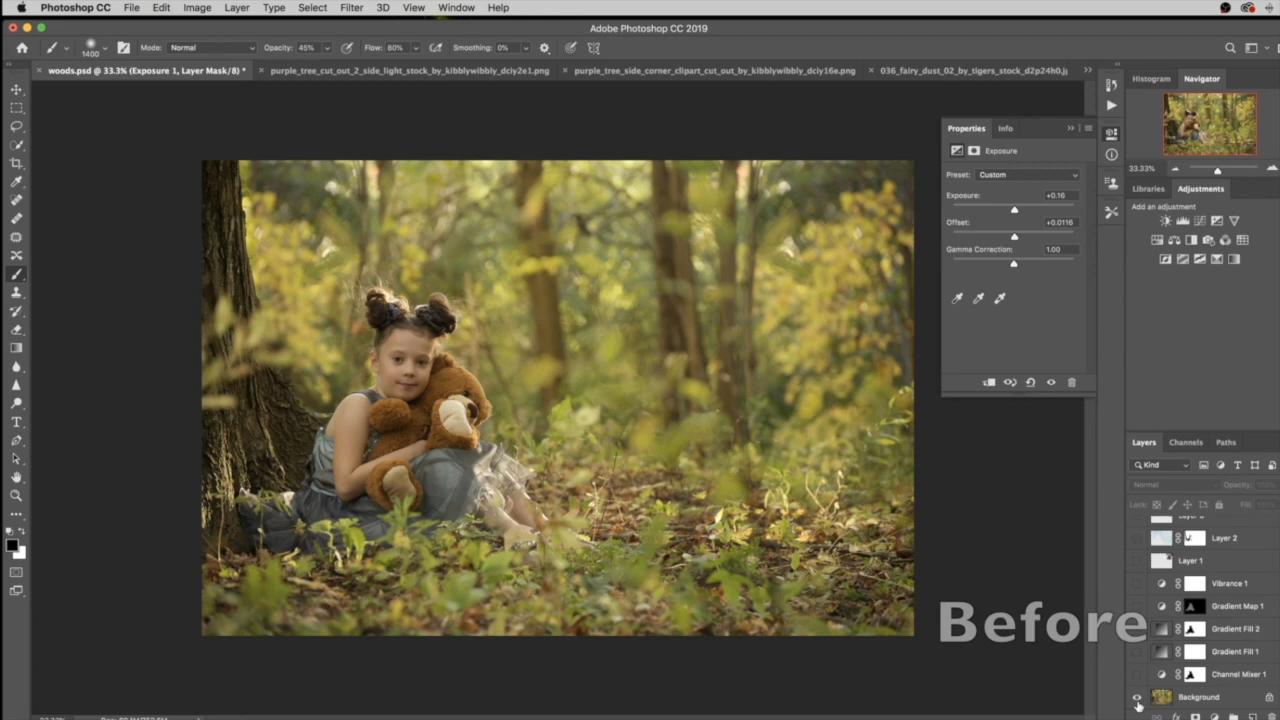 Photoshop CC File Edit Image Layer Type Select Filter 3D View Window Help
Adobe Photoshop CC 2019
1400 Mode: Normal Opacity: 45% Flow: 80% Smoothing: 0%
woods.psd @ 33.3% (Exposure 1, Layer Mask/8) * purple_tree_cut_out_2_side_light_stock_by_kibblywibbly_dciy2e1.png purple_tree_side_corner_clipart_cut_out_by_kibblywibbly_dciy16e.png 036_fairy_dust_02_by_tigers_stock_d2p24h0.j
Histogram Navigator
Properties Info
Exposure
33.33%
Preset: Custom
Libraries Adjustments
Exposure: +0.16
Add an adjustment
Offset: +0.0116
Gamma Correction: 1.00
Layers Channels Paths
Kind
Normal Opacity:
Lock: Fill:
Layer 2
Layer 1
Vibrance 1
Gradient Map 1
Before
Gradient Fill 2
Gradient Fill 1
Channel Mixer 1
Background